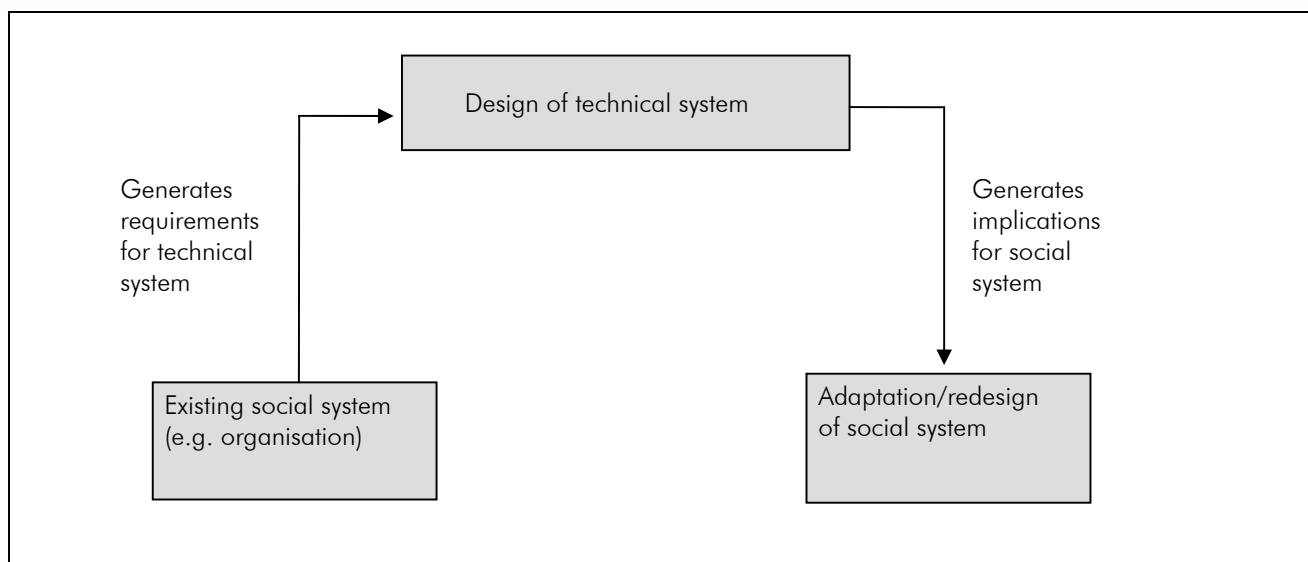 Design of technical system
Generates
requirements
for technical
system
Generates
implications
for social
system
Existing social system
(e.g. organisation)
Adaptation/redesign
of social system